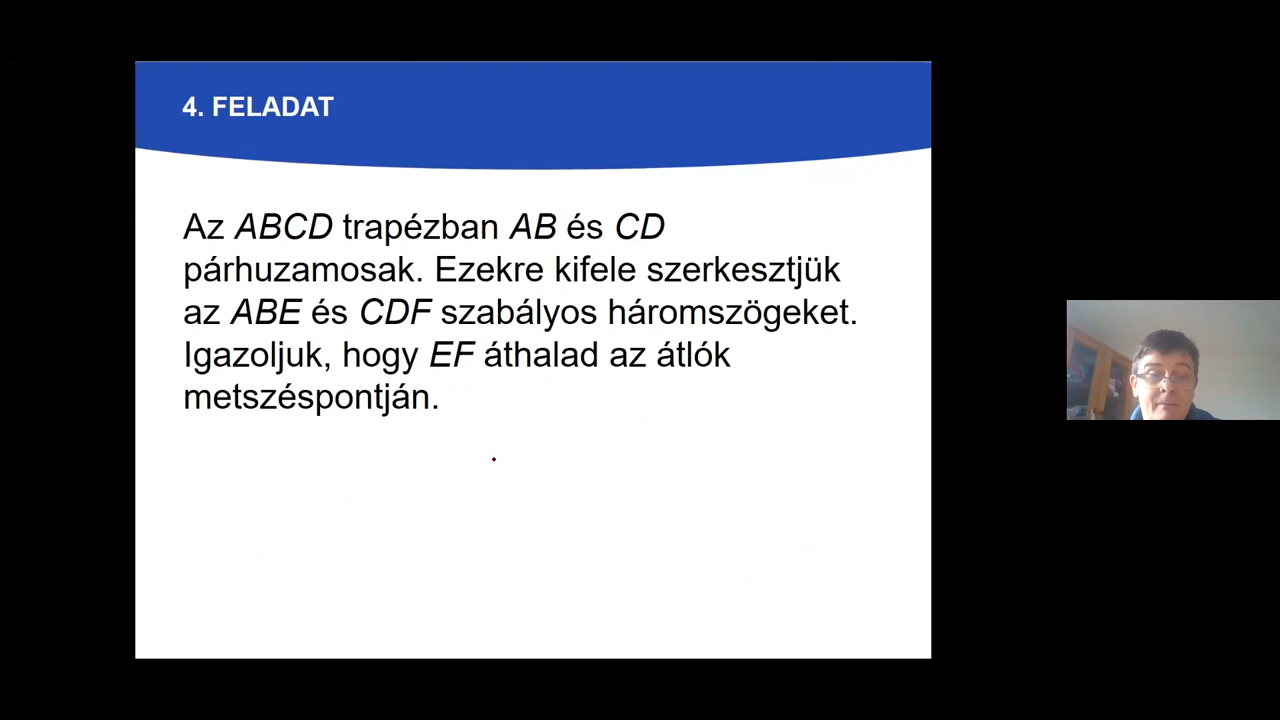 4. FELADAT
Az ABCD trapézban AB és CD
párhuzamosak. Ezekre kifele szerkesztjük
az ABE és CDF szabályos háromszögeket.
Igazoljuk, hogy EF áthalad az átlók
metszéspontján.